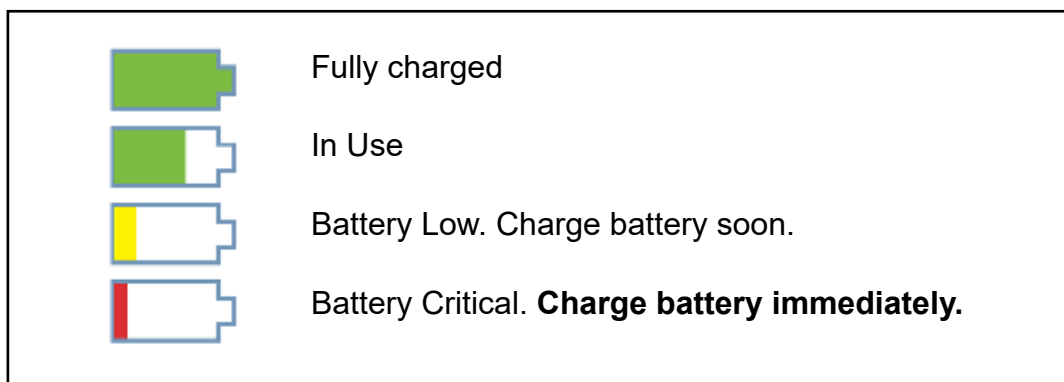 Fully charged
In Use
Battery Low. Charge battery soon.
Battery Critical. Charge battery immediately.